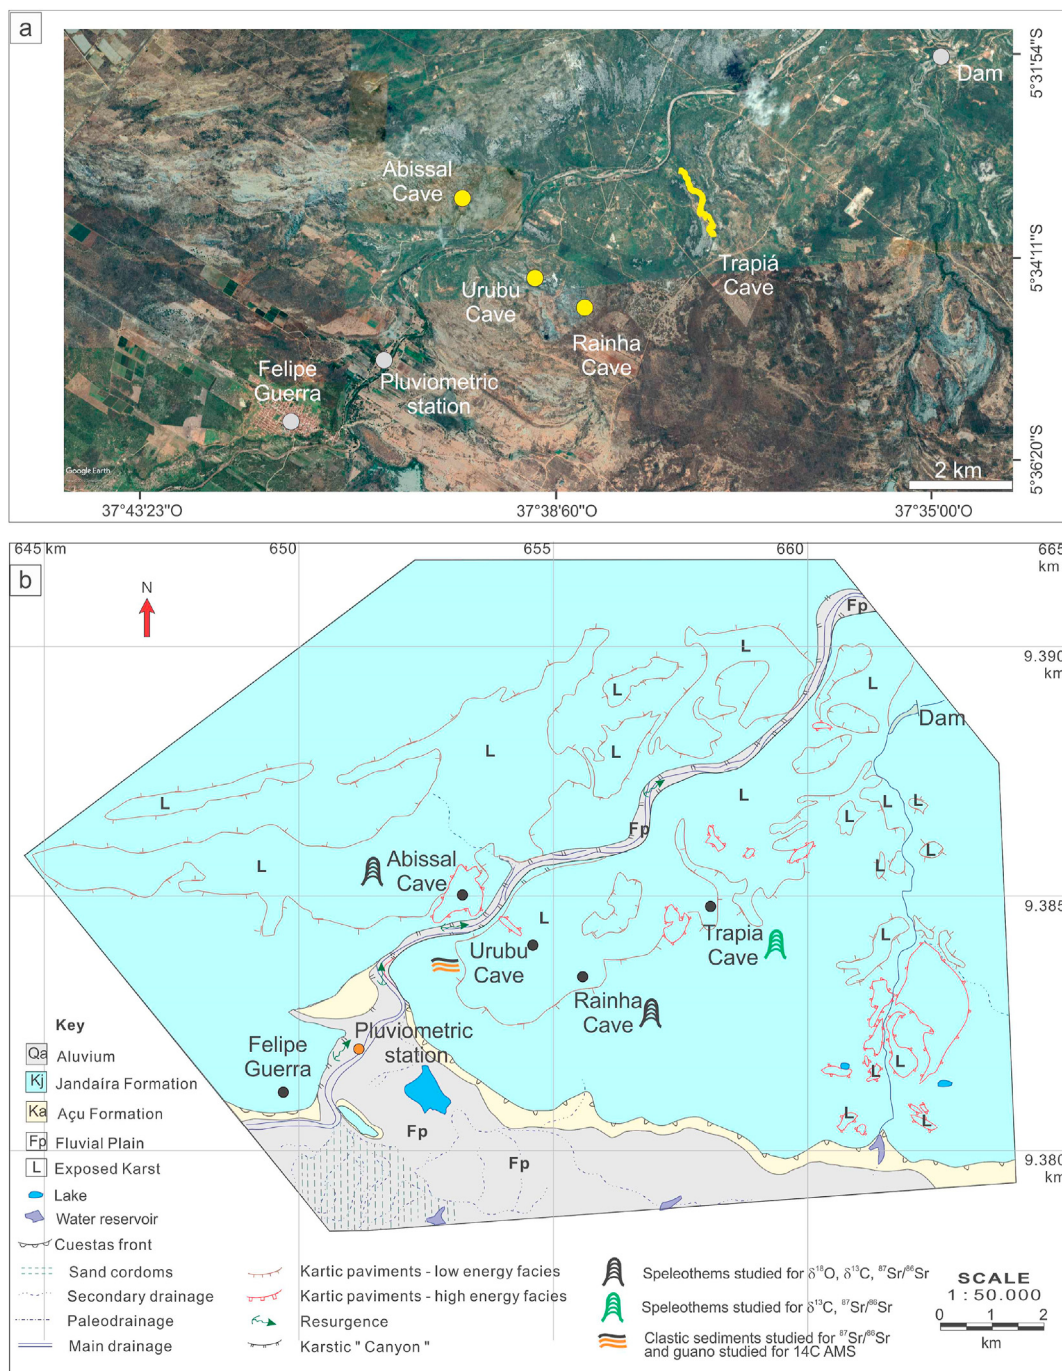 a
Abissal
Cave
Urubu
Cave
Rainha
Cave
Trapiá
Cave
Dam
Felipe
Guerra
Pluviometric
station
Google Earth
2 km
5°31'54"S
5°34'11"S
5°36'20"S
37°43'23"O
37°38'60"O
37°35'00"O
b
645 km
650
655
660
665
km
N
Fp
L
9.390
L
L
Dam
L
L
L
L
L
L
L
L
Fp
L
L
L
Abissal
Cave
9.385
L
Urubu
Cave
Trapia
Cave
L
Rainha
Cave
Pluviometric
station
Felipe
Guerra
L
L
L
L
Fp
Fp
9.380
km
Key
Qa Aluvium
Kj Jandaíra Formation
Ka Açu Formation
Fp Fluvial Plain
L Exposed Karst
Lake
Water reservoir
Cuestas front
Sand cordoms
Secondary drainage
Paleodrainage
Main drainage
Kartic paviments - low energy facies
Kartic paviments - high energy facies
Resurgence
Karstic " Canyon "
Speleothems studied for δ¹⁸O, δ¹³C, ⁸⁷Sr/⁸⁶Sr
Speleothems studied for δ¹³C, ⁸⁷Sr/⁸⁶Sr
Clastic sediments studied for ⁸⁷Sr/⁸⁶Sr
and guano studied for 14C AMS
SCALE
1 : 50.000
0 1 2
km